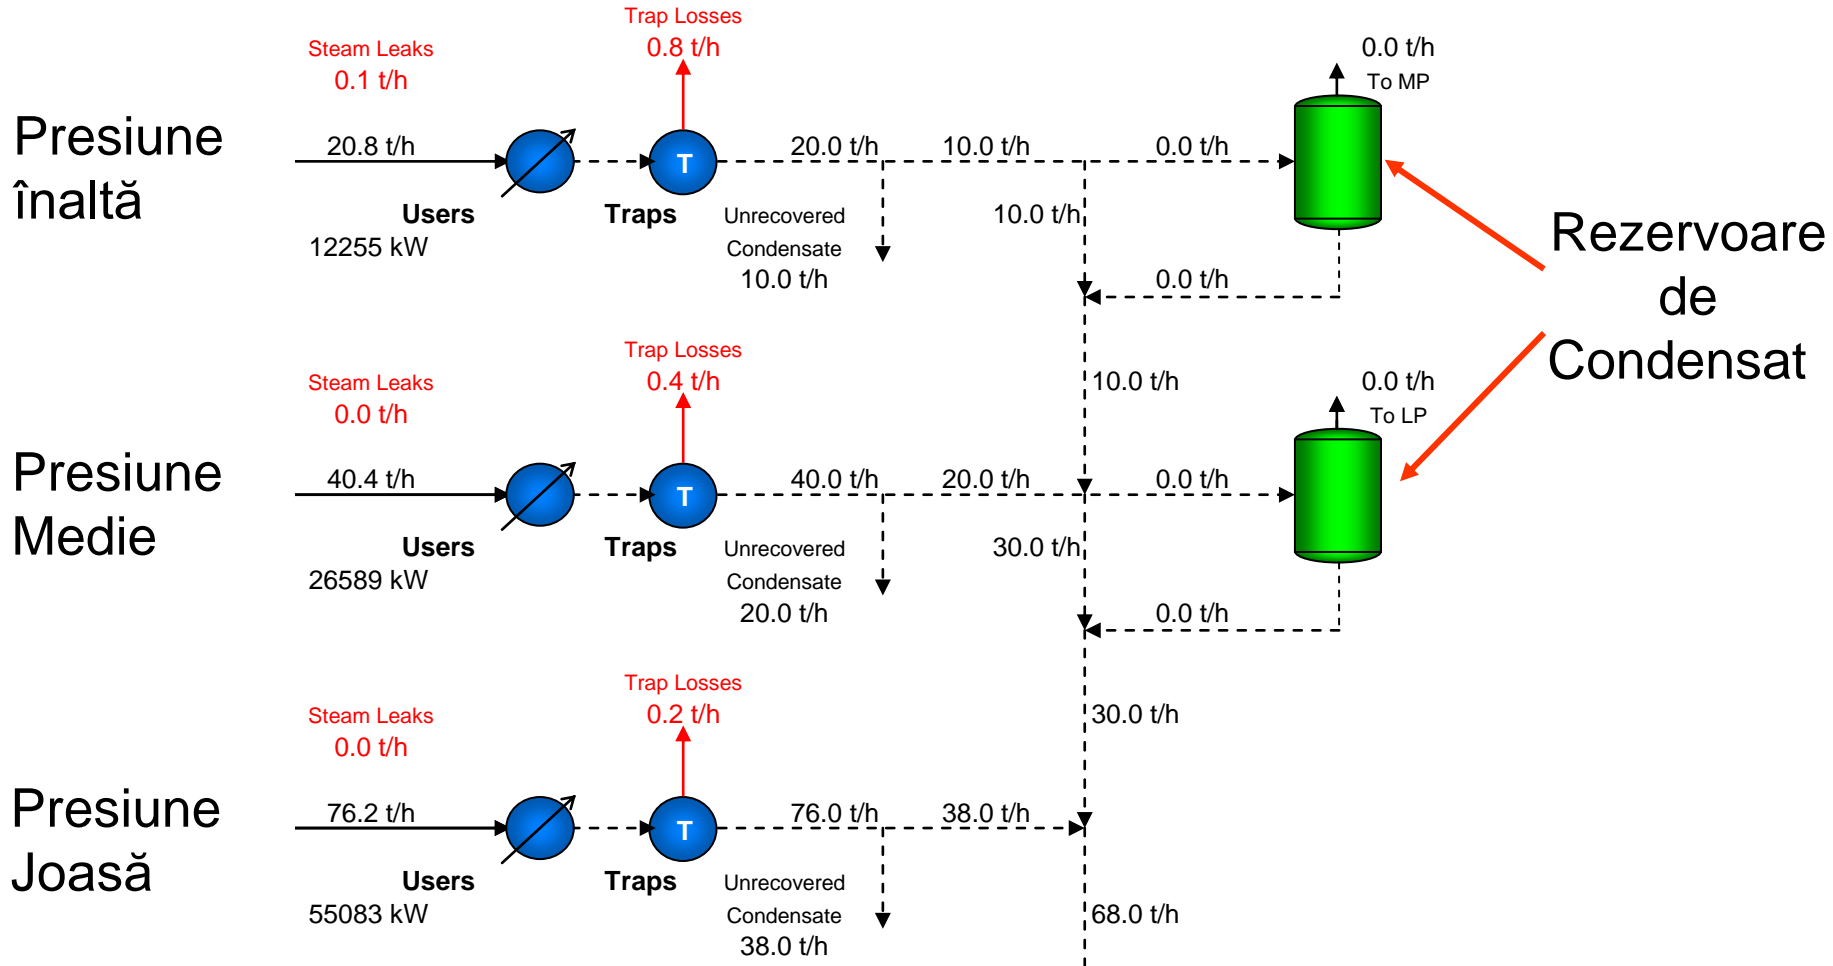 Presiune
înaltă
Steam Leaks
0.1 t/h
Trap Losses
0.8 t/h
20.8 t/h
T
20.0 t/h
10.0 t/h
0.0 t/h
0.0 t/h
To MP
Users
12255 kW
Traps
Unrecovered
Condensate
10.0 t/h
10.0 t/h
0.0 t/h
Rezervoare
de
Condensat
Presiune
Medie
Steam Leaks
0.0 t/h
Trap Losses
0.4 t/h
10.0 t/h
0.0 t/h
To LP
40.4 t/h
T
40.0 t/h
20.0 t/h
0.0 t/h
Users
26589 kW
Traps
Unrecovered
Condensate
20.0 t/h
30.0 t/h
0.0 t/h
Presiune
Joasă
Steam Leaks
0.0 t/h
Trap Losses
0.2 t/h
30.0 t/h
76.2 t/h
T
76.0 t/h
38.0 t/h
Users
55083 kW
Traps
Unrecovered
Condensate
38.0 t/h
68.0 t/h